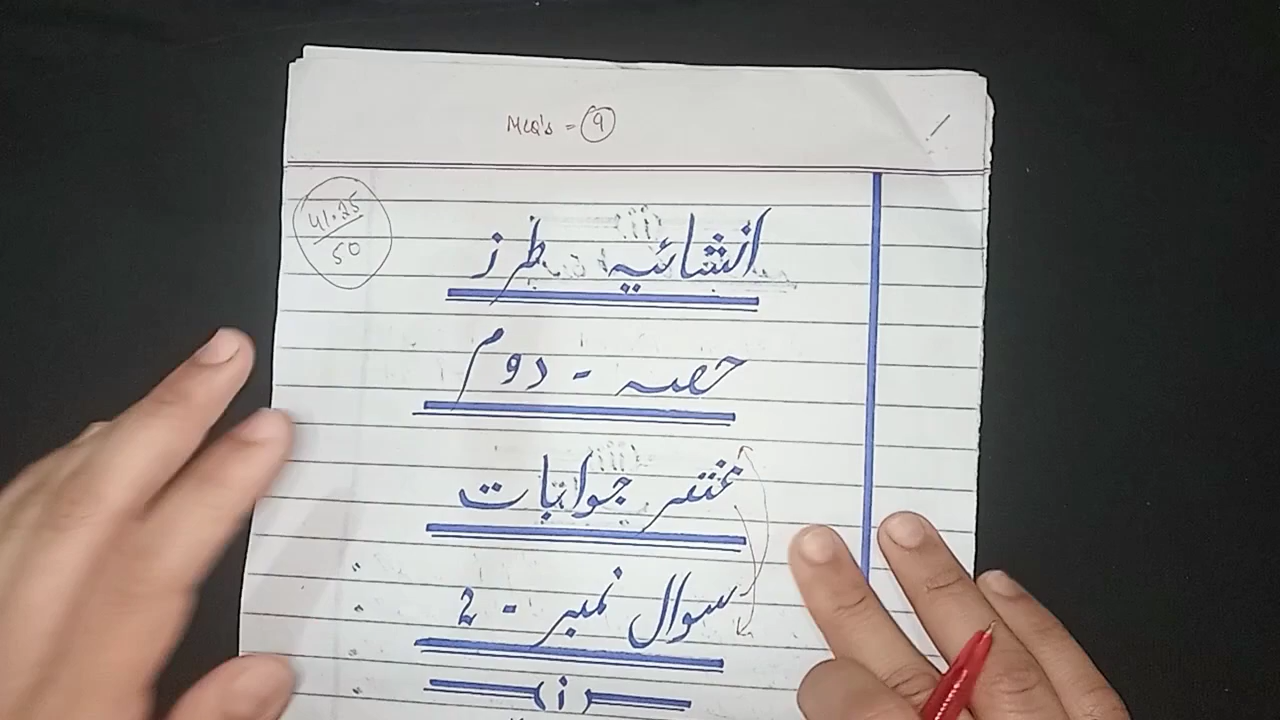 MCQ's = 9
41.25
50
انشائیہ طرز
حصہ - دوم
مختصر جوابات
سوال نمبر - 2
(i)